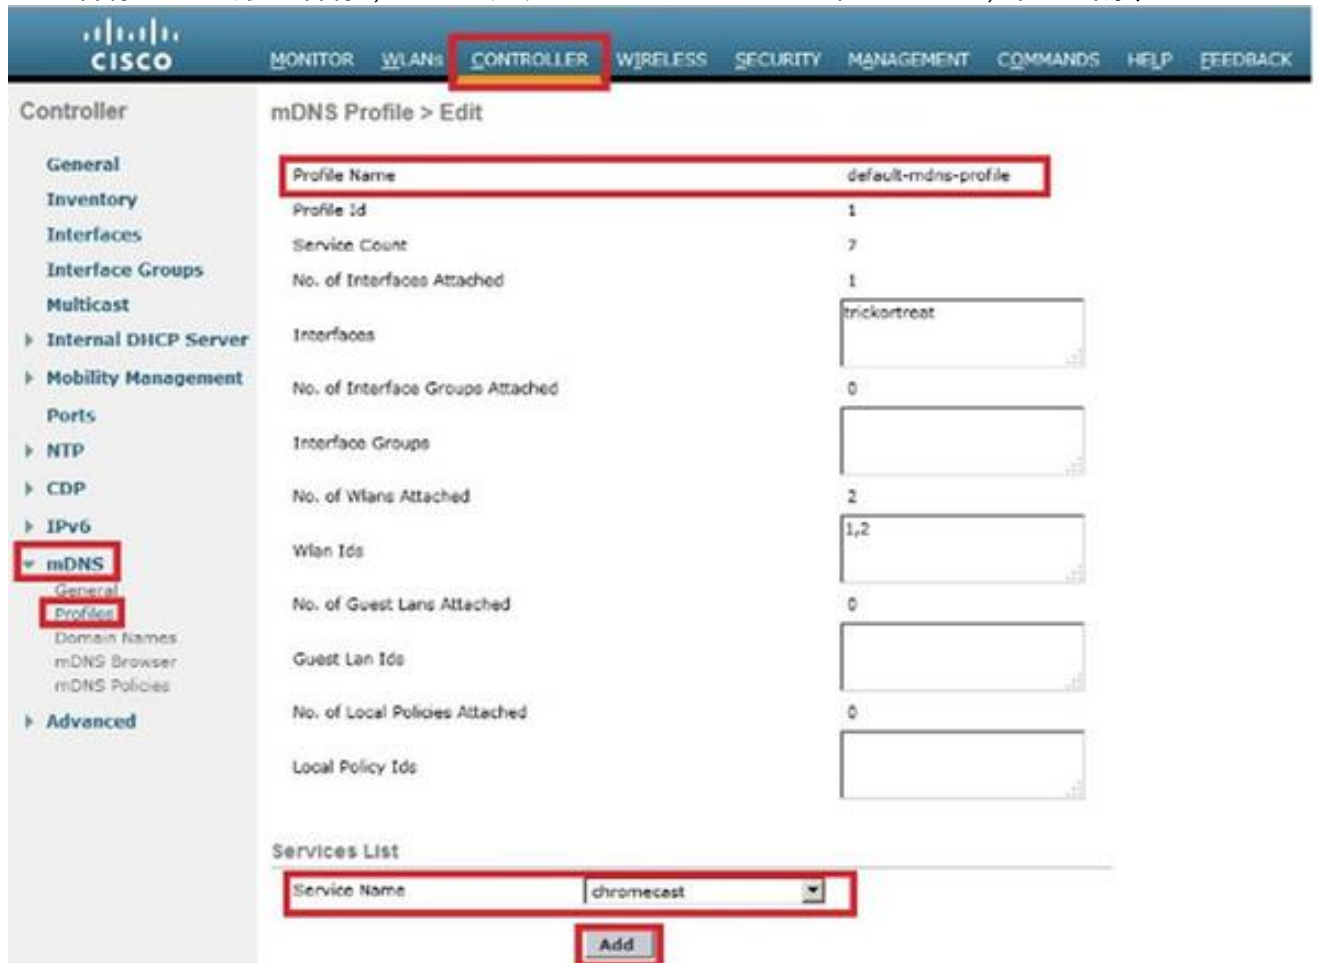 CISCO
MONITOR WLANs CONTROLLER WIRELESS SECURITY MANAGEMENT COMMANDS HELP FEEDBACK
Controller
General
Inventory
Interfaces
Interface Groups
Multicast
Internal DHCP Server
Mobility Management
Ports
NTP
CDP
IPv6
mDNS
General
Profiles
Domain Names
mDNS Browser
mDNS Policies
Advanced
mDNS Profile > Edit
Profile Name default-mdns-profile
Profile Id 1
Service Count 7
No. of Interfaces Attached 1
Interfaces trickortreat
No. of Interface Groups Attached 0
Interface Groups
No. of Wlans Attached 2
Wlan Ids 1,2
No. of Guest Lans Attached 0
Guest Lan Ids
No. of Local Policies Attached 0
Local Policy Ids
Services List
Service Name chromecast
Add